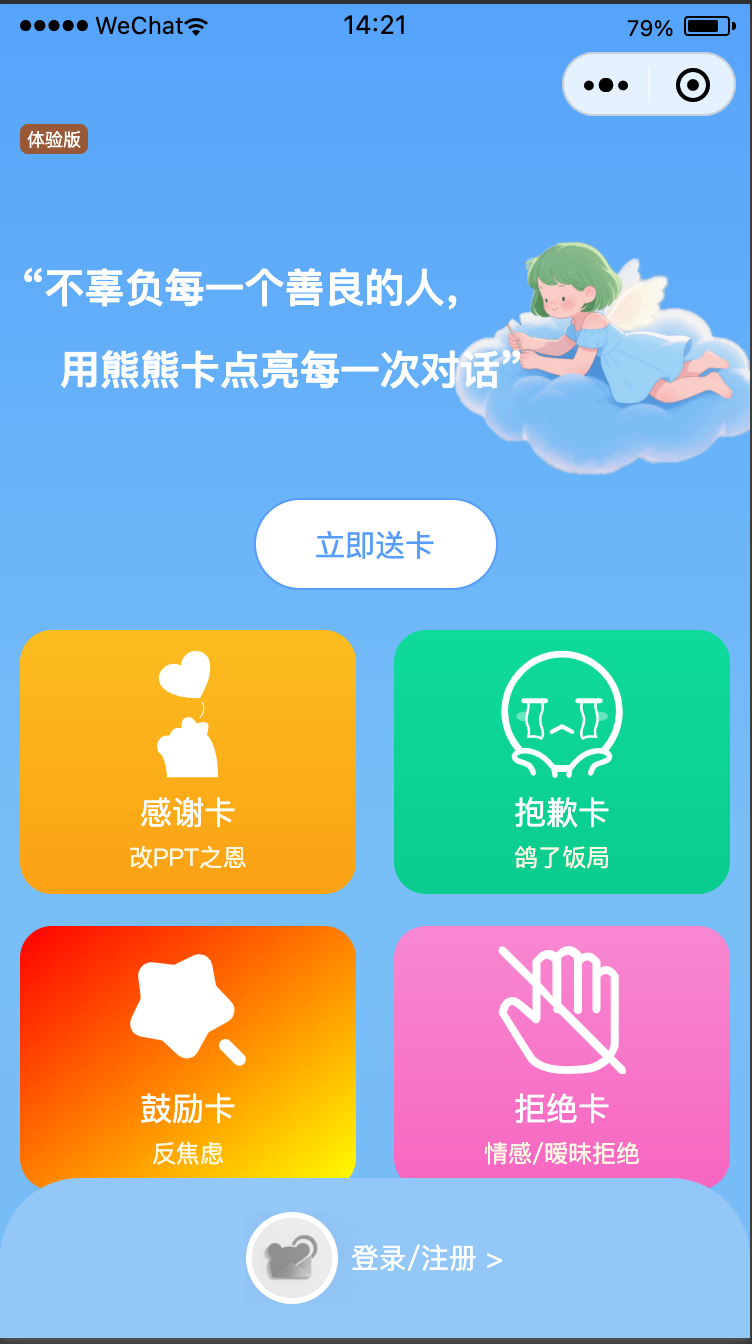 WeChat 14:21 79%
体验版
“不辜负每一个善良的人，
用熊熊卡点亮每一次对话”
立即送卡
感谢卡
改PPT之恩
抱歉卡
鸽了饭局
鼓励卡
反焦虑
拒绝卡
情感/暧昧拒绝
登录/注册 >